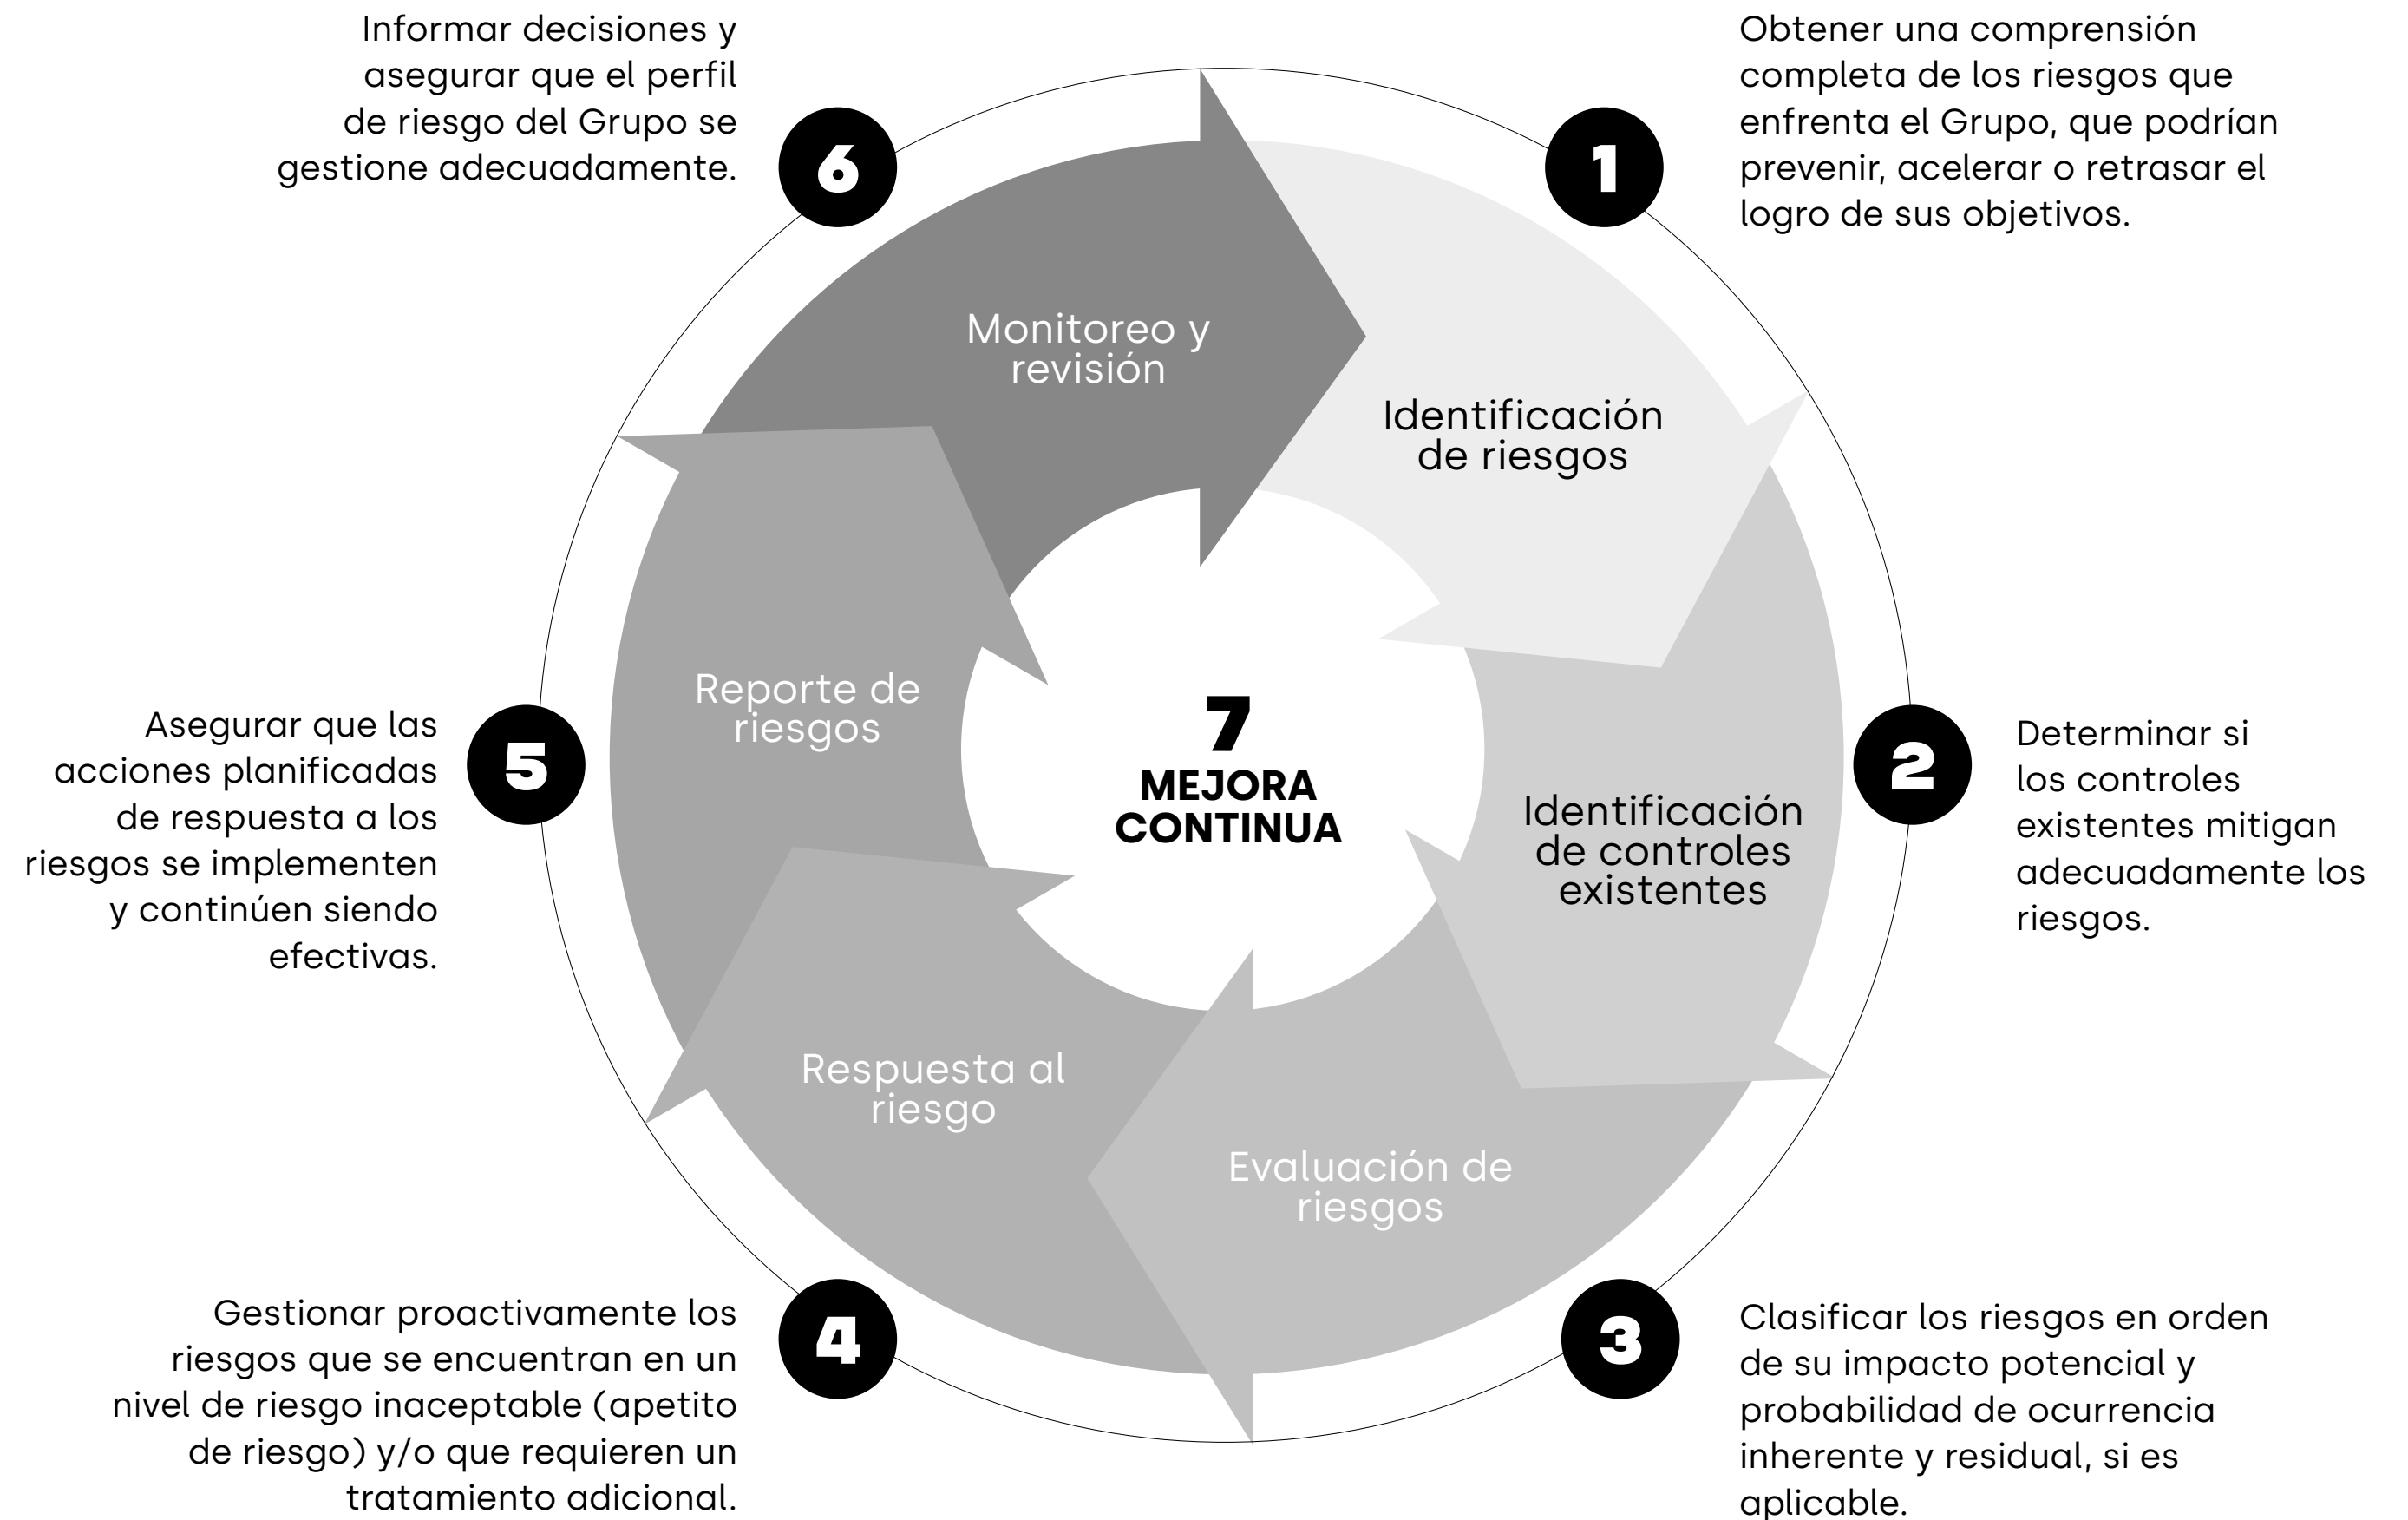 1
Obtener una comprensión
completa de los riesgos que
enfrenta el Grupo, que podrían
prevenir, acelerar o retrasar el
logro de sus objetivos.
Identificación
de riesgos
2
Determinar si
los controles
existentes mitigan
adecuadamente los
riesgos.
Identificación
de controles
existentes
3
Clasificar los riesgos en orden
de su impacto potencial y
probabilidad de ocurrencia
inherente y residual, si es
aplicable.
Evaluación de
riesgos
4
Gestionar proactivamente los
riesgos que se encuentran en un
nivel de riesgo inaceptable (apetito
de riesgo) y/o que requieren un
tratamiento adicional.
Respuesta al
riesgo
5
Asegurar que las
acciones planificadas
de respuesta a los
riesgos se implementen
y continúen siendo
efectivas.
Reporte de
riesgos
6
Informar decisiones y
asegurar que el perfil
de riesgo del Grupo se
gestione adecuadamente.
Monitoreo y
revisión
7
MEJORA
CONTINUA